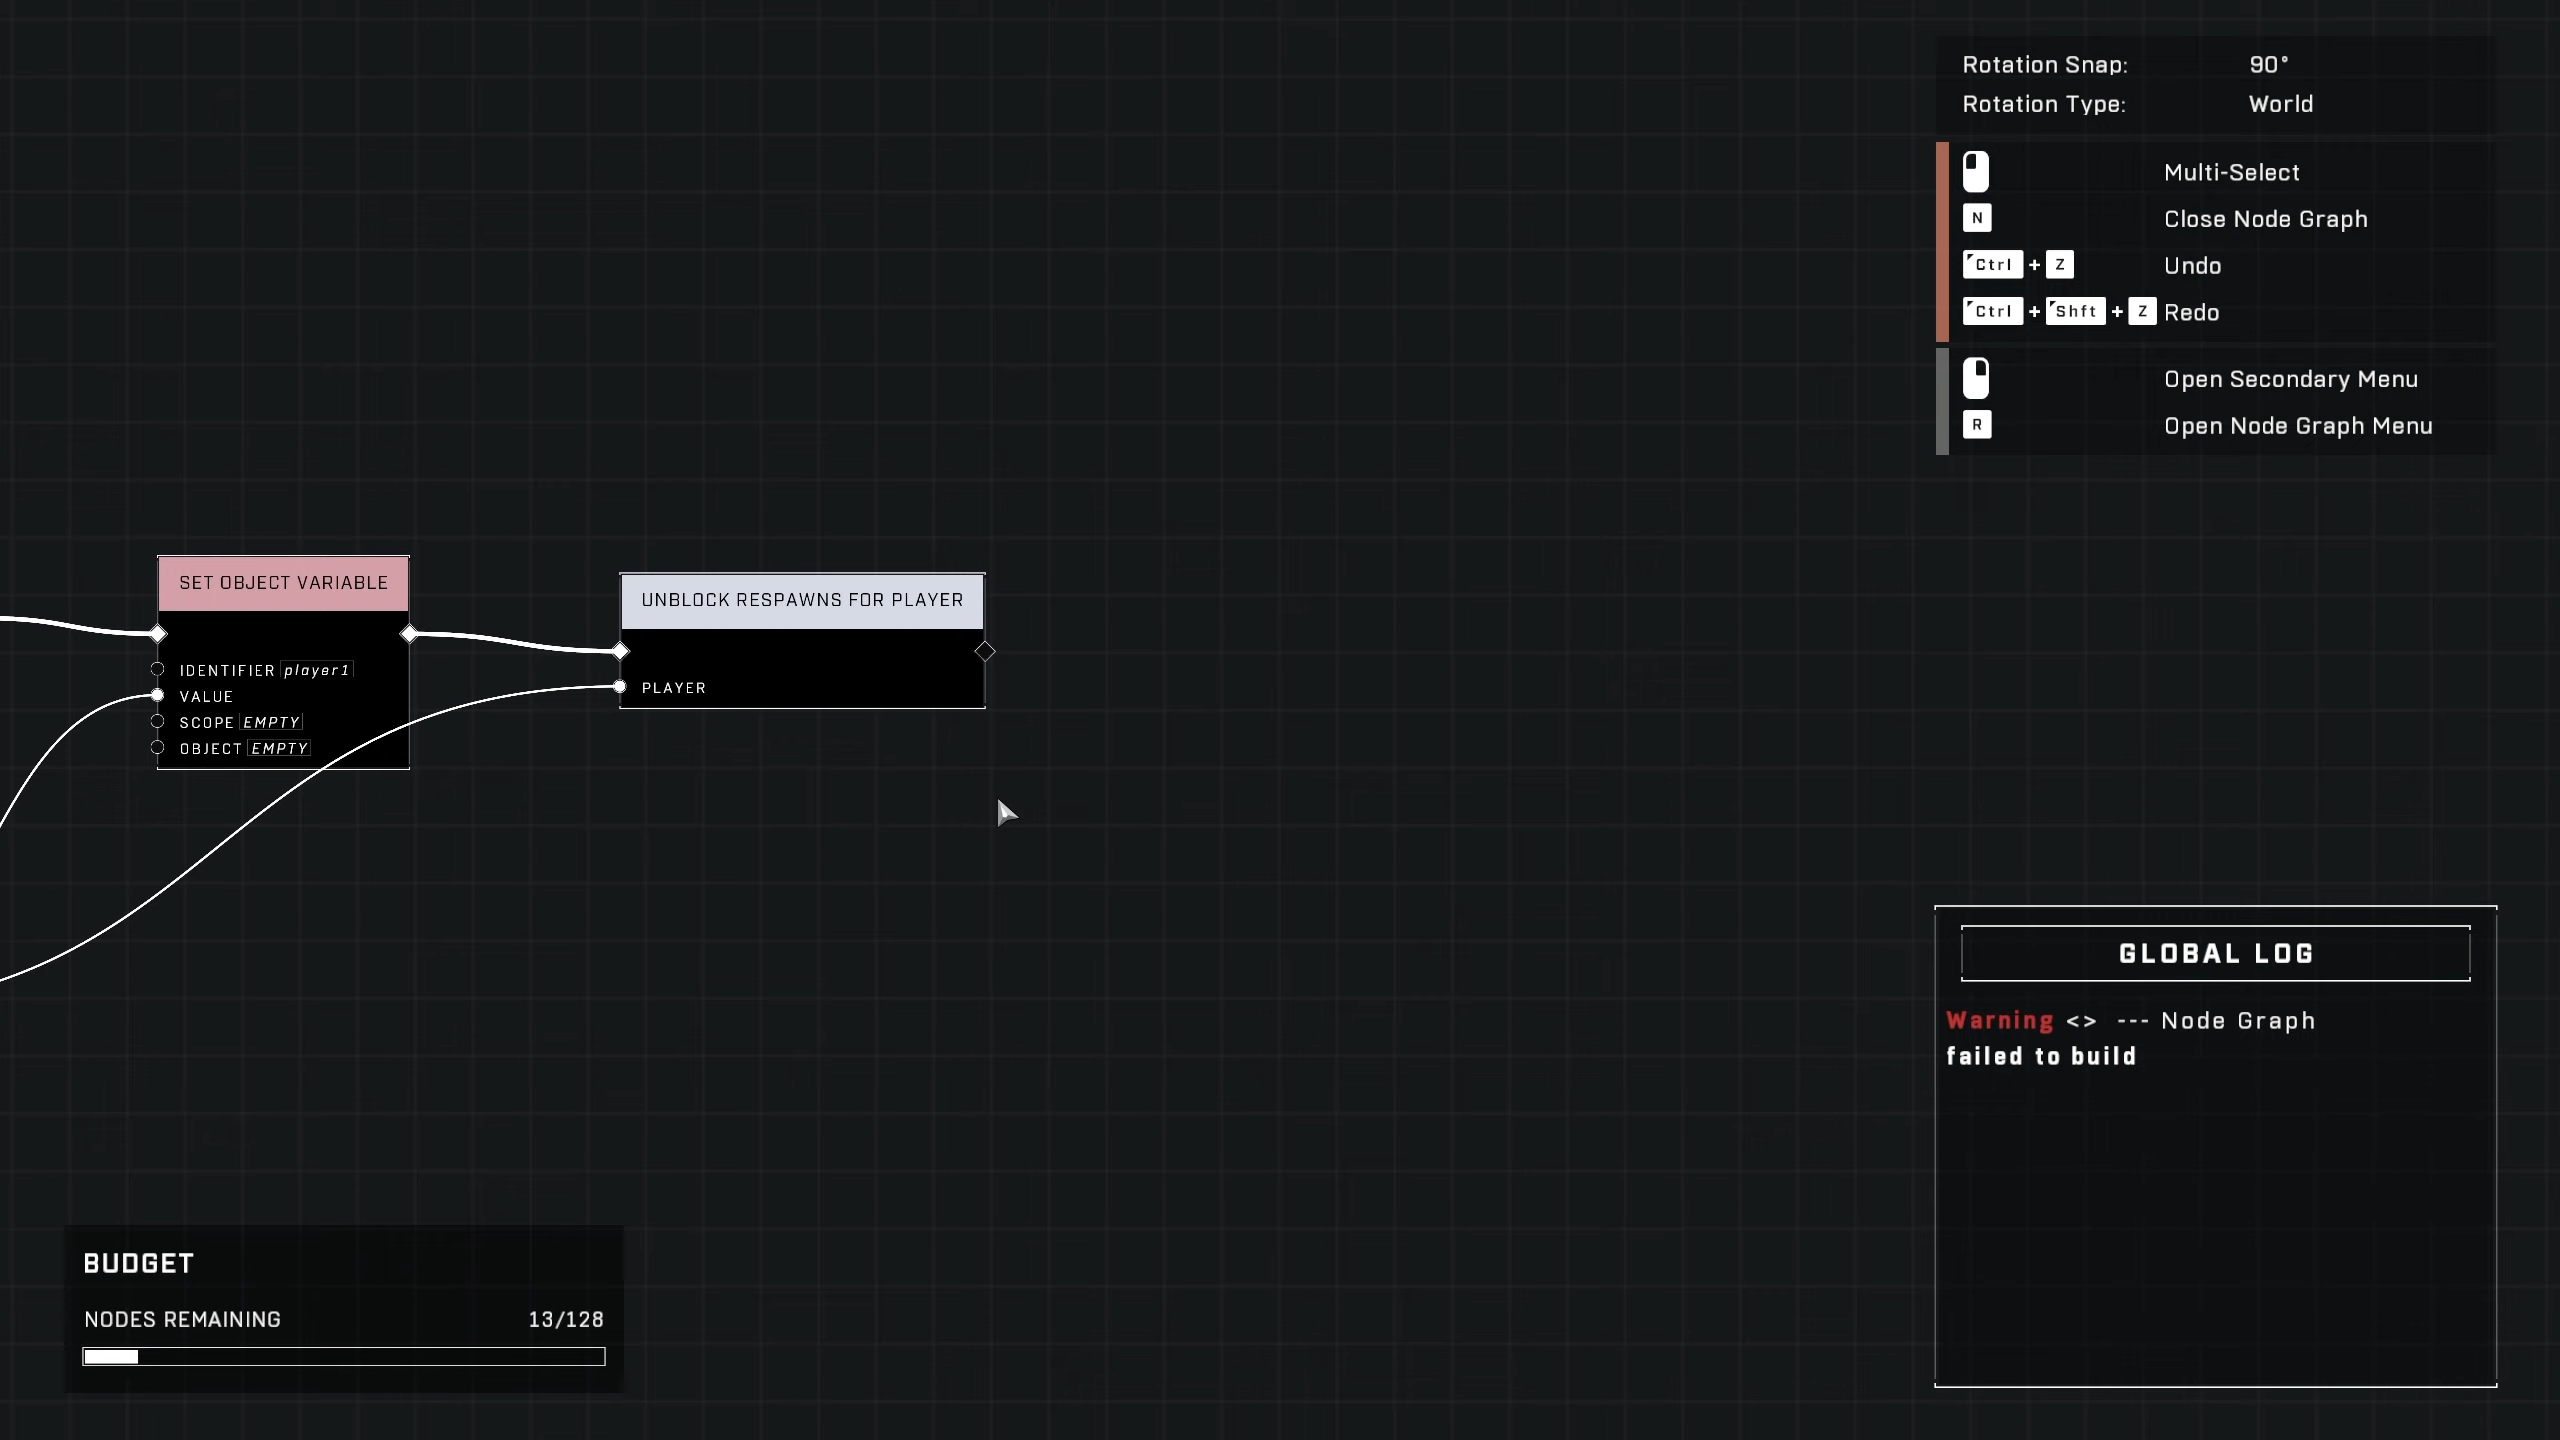 Rotation Snap: 90°
Rotation Type: World
Multi-Select
N Close Node Graph
Ctrl + Z Undo
Ctrl + Shft + Z Redo
Open Secondary Menu
R Open Node Graph Menu
SET OBJECT VARIABLE
IDENTIFIER player1
VALUE
SCOPE EMPTY
OBJECT EMPTY
UNBLOCK RESPAWNS FOR PLAYER
PLAYER
GLOBAL LOG
Warning <> --- Node Graph
failed to build
BUDGET
NODES REMAINING 13/128